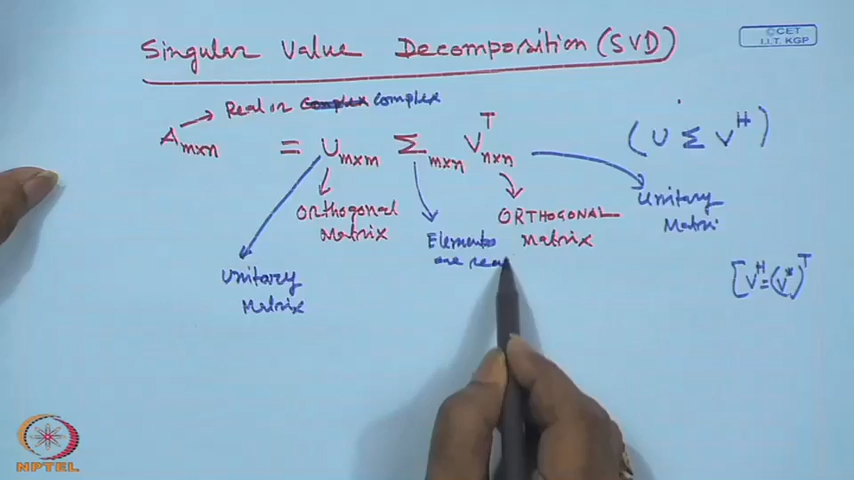 Singular Value Decomposition (SVD)
©CET
I.I.T. KGP
Real or complex
A m×n = U m×m Σ m×n V^T n×n (U Σ V^H)
Orthogonal Matrix
Elements are real
ORTHOGONAL Matrix
Unitary Matri
Unitary Matrix
[V^H = (V*)^T
NPTEL